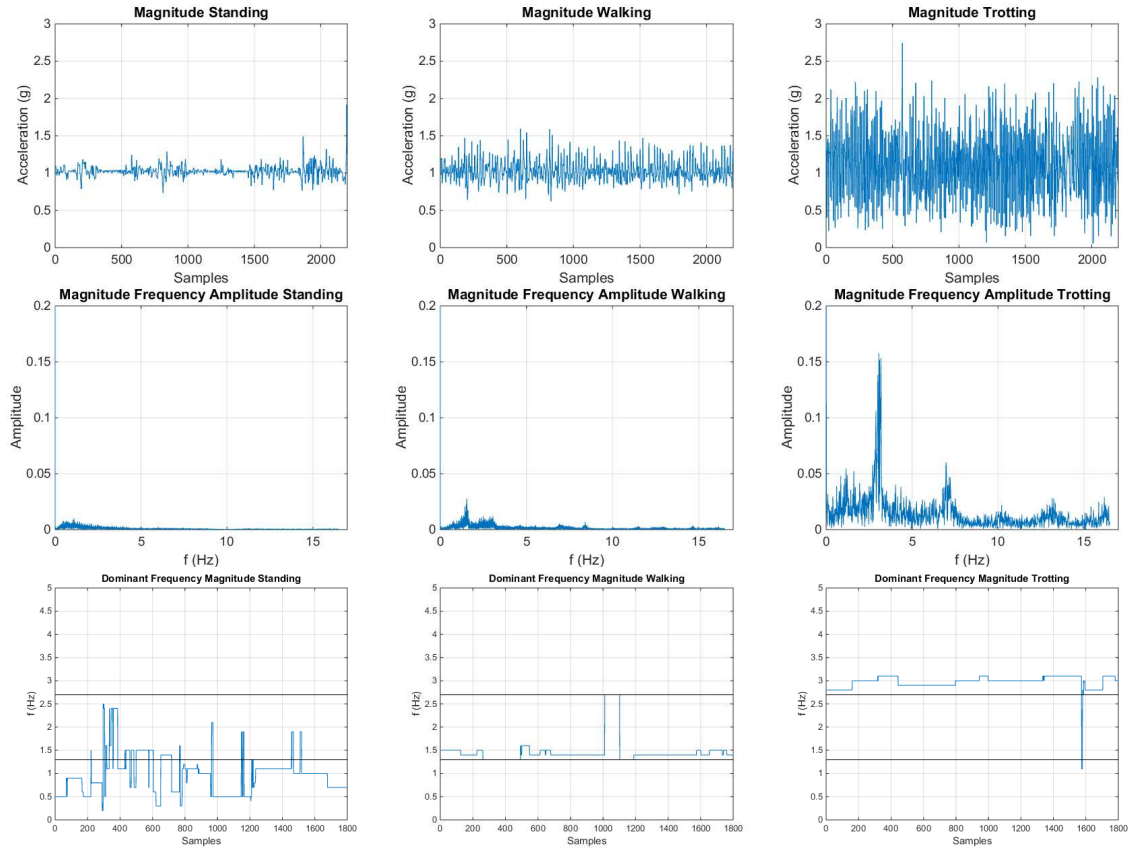 Magnitude Standing
3
2.5
2
1.5
1
0.5
0
Acceleration (g)
0 500 1000 1500 2000
Samples
Magnitude Walking
3
2.5
2
1.5
1
0.5
0
Acceleration (g)
0 500 1000 1500 2000
Samples
Magnitude Trotting
3
2.5
2
1.5
1
0.5
0
Acceleration (g)
0 500 1000 1500 2000
Samples
Magnitude Frequency Amplitude Standing
0.2
0.15
0.1
0.05
0
Amplitude
0 5 10 15
f (Hz)
Magnitude Frequency Amplitude Walking
0.2
0.15
0.1
0.05
0
Amplitude
0 5 10 15
f (Hz)
Magnitude Frequency Amplitude Trotting
0.2
0.15
0.1
0.05
0
Amplitude
0 5 10 15
f (Hz)
Dominant Frequency Magnitude Standing
5
4.5
4
3.5
3
2.5
2
1.5
1
0.5
0
f (Hz)
0 200 400 600 800 1000 1200 1400 1600 1800
Samples
Dominant Frequency Magnitude Walking
5
4.5
4
3.5
3
2.5
2
1.5
1
0.5
0
f (Hz)
0 200 400 600 800 1000 1200 1400 1600 1800
Samples
Dominant Frequency Magnitude Trotting
5
4.5
4
3.5
3
2.5
2
1.5
1
0.5
0
f (Hz)
0 200 400 600 800 1000 1200 1400 1600 1800
Samples